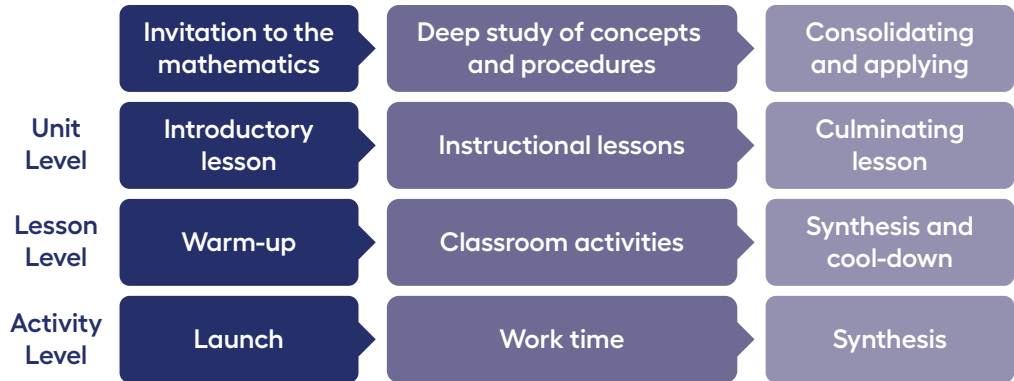 Invitation to the
mathematics
Deep study of concepts
and procedures
Consolidating
and applying
Unit
Level
Introductory
lesson
Instructional lessons
Culminating
lesson
Lesson
Level
Warm-up
Classroom activities
Synthesis and
cool-down
Activity
Level
Launch
Work time
Synthesis